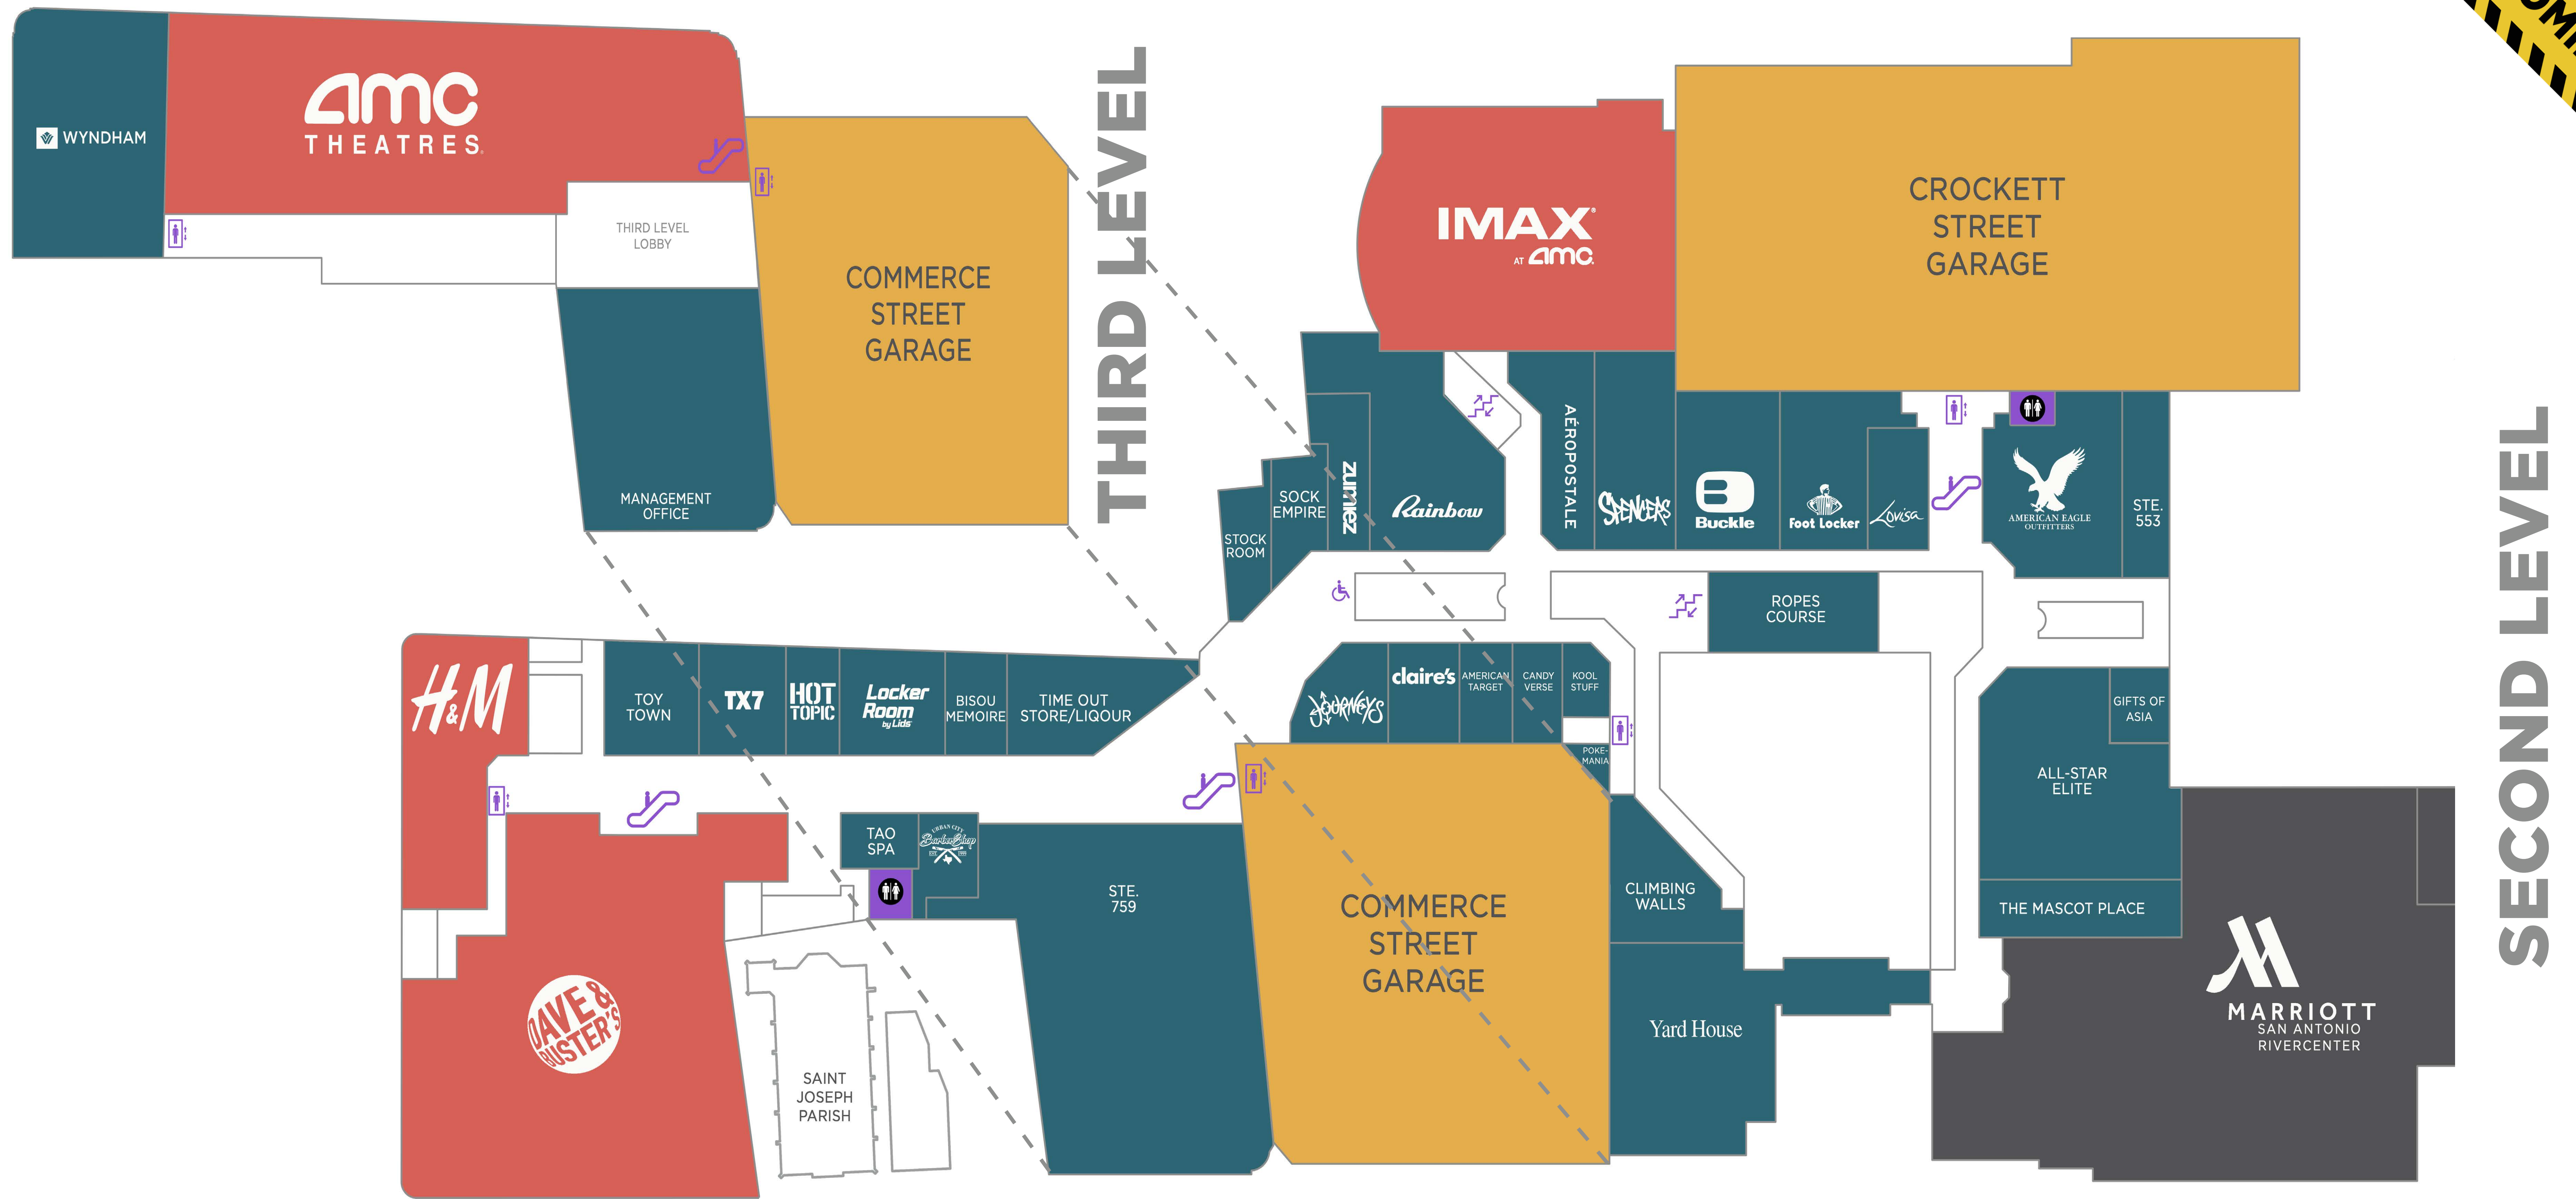 WYNDHAM
amc
THEATRES
THIRD LEVEL
LOBBY
COMMERCE
STREET
GARAGE
MANAGEMENT
OFFICE
THIRD LEVEL
IMAX®
AT amc
CROCKETT
STREET
GARAGE
STOCK
ROOM
SOCK
EMPIRE
zumiez
Rainbow
AÉROPOSTALE
SPENCERS
B
Buckle
Foot Locker
Lovisa
AMERICAN EAGLE
OUTFITTERS
STE.
553
SECOND LEVEL
ROPES
COURSE
H&M
TOY
TOWN
TX7
HOT
TOPIC
Locker
Room
by Lids
BISOU
MEMOIRE
TIME OUT
STORE/LIQOUR
JOURNEYS
claire's
AMERICAN
TARGET
CANDY
VERSE
KOOL
STUFF
POKE-
MANIA
GIFTS OF
ASIA
ALL-STAR
ELITE
THE MASCOT PLACE
TAO
SPA
URBAN CITY
BarberShop
STE.
759
COMMERCE
STREET
GARAGE
CLIMBING
WALLS
Yard House
DAVE &
BUSTER'S
SAINT
JOSEPH
PARISH
MARRIOTT
SAN ANTONIO
RIVERCENTER